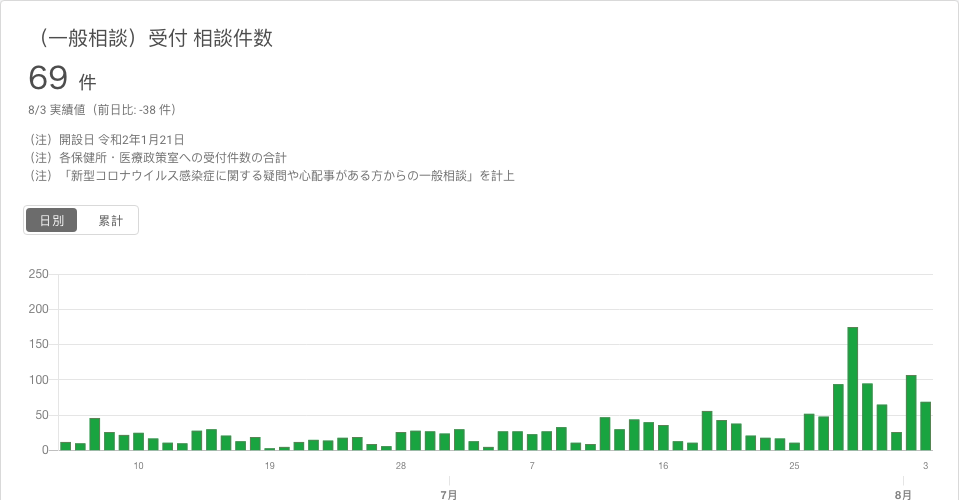 （一般相談）受付 相談件数
69 件
8/3 実績値（前日比: -38 件）
（注）開設日 令和2年1月21日
（注）各保健所・医療政策室への受付件数の合計
（注）「新型コロナウイルス感染症に関する疑問や心配事がある方からの一般相談」を計上
日別 累計
250
200
150
100
50
0
10 19 28 7 16 25 3
7月 8月